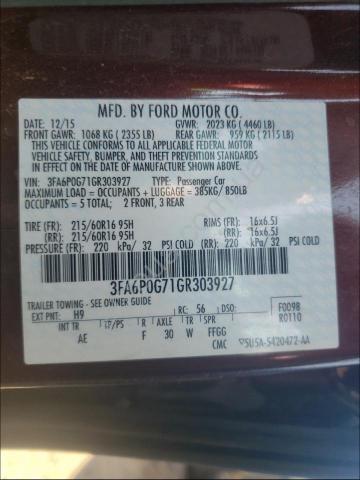 MFD. BY FORD MOTOR CO.
DATE: 12/15 GVWR: 2023 KG ( 4460 LB)
FRONT GAWR: 1068 KG ( 2355 LB) REAR GAWR: 959 KG ( 2115 LB)
THIS VEHICLE CONFORMS TO ALL APPLICABLE FEDERAL MOTOR VEHICLE
SAFETY, BUMPER, AND THEFT PREVENTION STANDARDS IN EFFECT ON
THE DATE OF MANUFACTURE SHOWN ABOVE.
VIN: 3FA6P0G71GR303927 TYPE: Passenger Car
MAXIMUM LOAD = OCCUPANTS + LUGGAGE = 385KG/ 850LB
OCCUPANTS = 5 TOTAL, 2 FRONT, 3 REAR
TIRE (FR): 215/60R16 95H RIMS (FR): 16x6.5J
TIRE (RR): 215/60R16 95H (RR): 16x6.5J
PRESSURE (FR): 220 kPa/ 32 PSI COLD (RR): 220 kPa/ 32 PSI COLD
3FA6P0G71GR303927
TRAILER TOWING - SEE OWNER GUIDE
EXT PNT: H9 RC: 56 DSO: F0098
INT TR TP/PS R AXLE TR SPR R0110
AE F 30 W FFGG
CMC ▽5U5A-5420472-AA